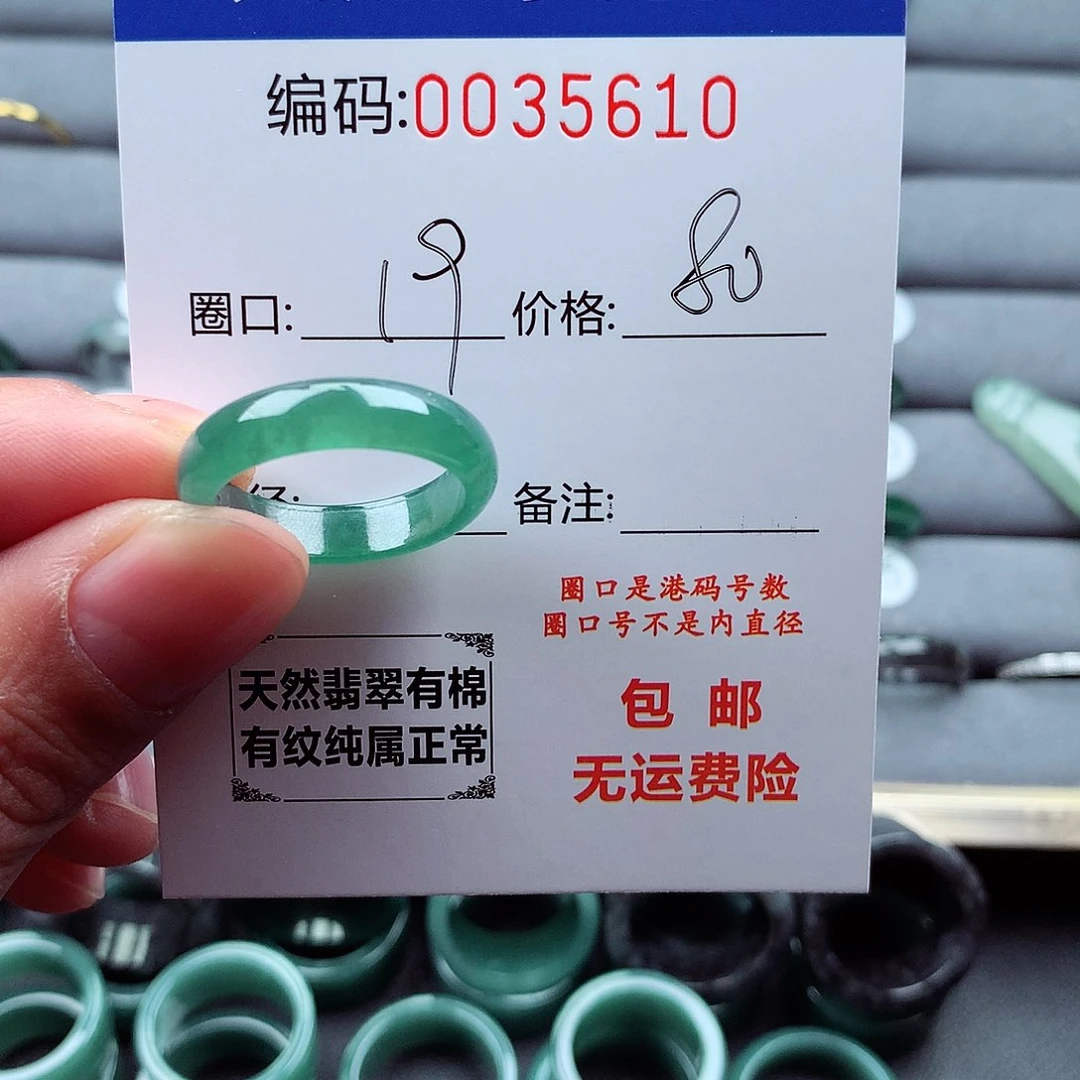 编码:0035610
圈口: 19 价格: 80
径: 备注:
圈口是港码号数
圈口号不是内直径
天然翡翠有棉
有纹纯属正常
包 邮
无运费险